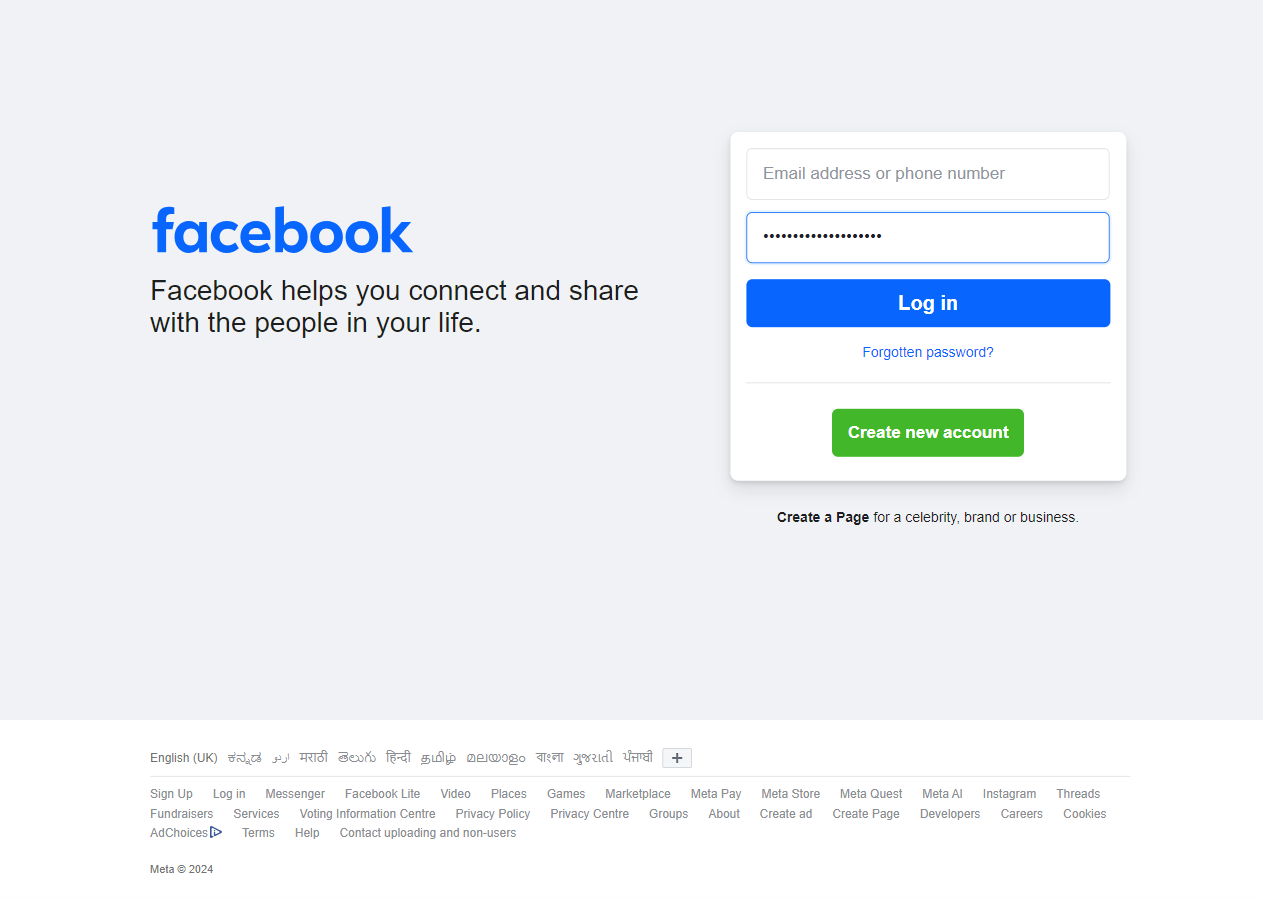 facebook
Facebook helps you connect and share
with the people in your life.
Email address or phone number
••••••••••••••••••••
Log in
Forgotten password?
Create new account
Create a Page for a celebrity, brand or business.
English (UK) ಕನ್ನಡ اردو मराठी తెలుగు हिन्दी தமிழ் മലയാളം বাংলা ગુજરાતી ਪੰਜਾਬੀ +
Sign Up Log in Messenger Facebook Lite Video Places Games Marketplace Meta Pay Meta Store Meta Quest Meta AI Instagram Threads
Fundraisers Services Voting Information Centre Privacy Policy Privacy Centre Groups About Create ad Create Page Developers Careers Cookies
AdChoices Terms Help Contact uploading and non-users
Meta © 2024